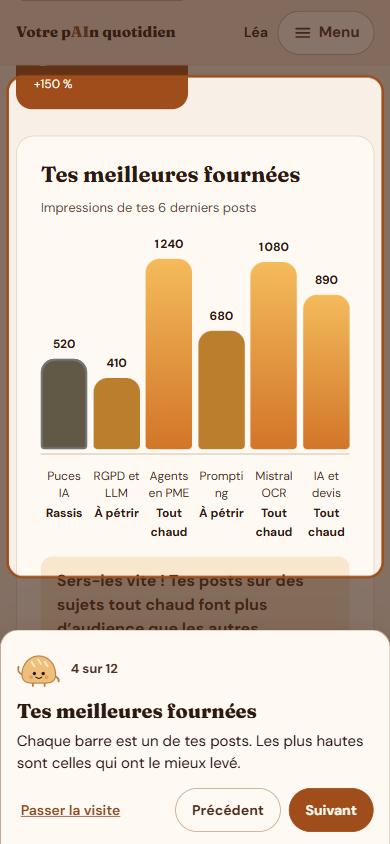 Votre pAIn quotidien
Léa
Menu
+150 %
Tes meilleures fournées
Impressions de tes 6 derniers posts
520
410
1240
680
1080
890
Puces IA
Rassis
RGPD et LLM
À pétrir
Agents en PME
Tout chaud
Prompting
À pétrir
Mistral OCR
Tout chaud
IA et devis
Tout chaud
Sers-les vite ! Tes posts sur des
sujets tout chaud font plus
d'audience que les autres.
4 sur 12
Tes meilleures fournées
Chaque barre est un de tes posts. Les plus hautes
sont celles qui ont le mieux levé.
Passer la visite
Précédent
Suivant